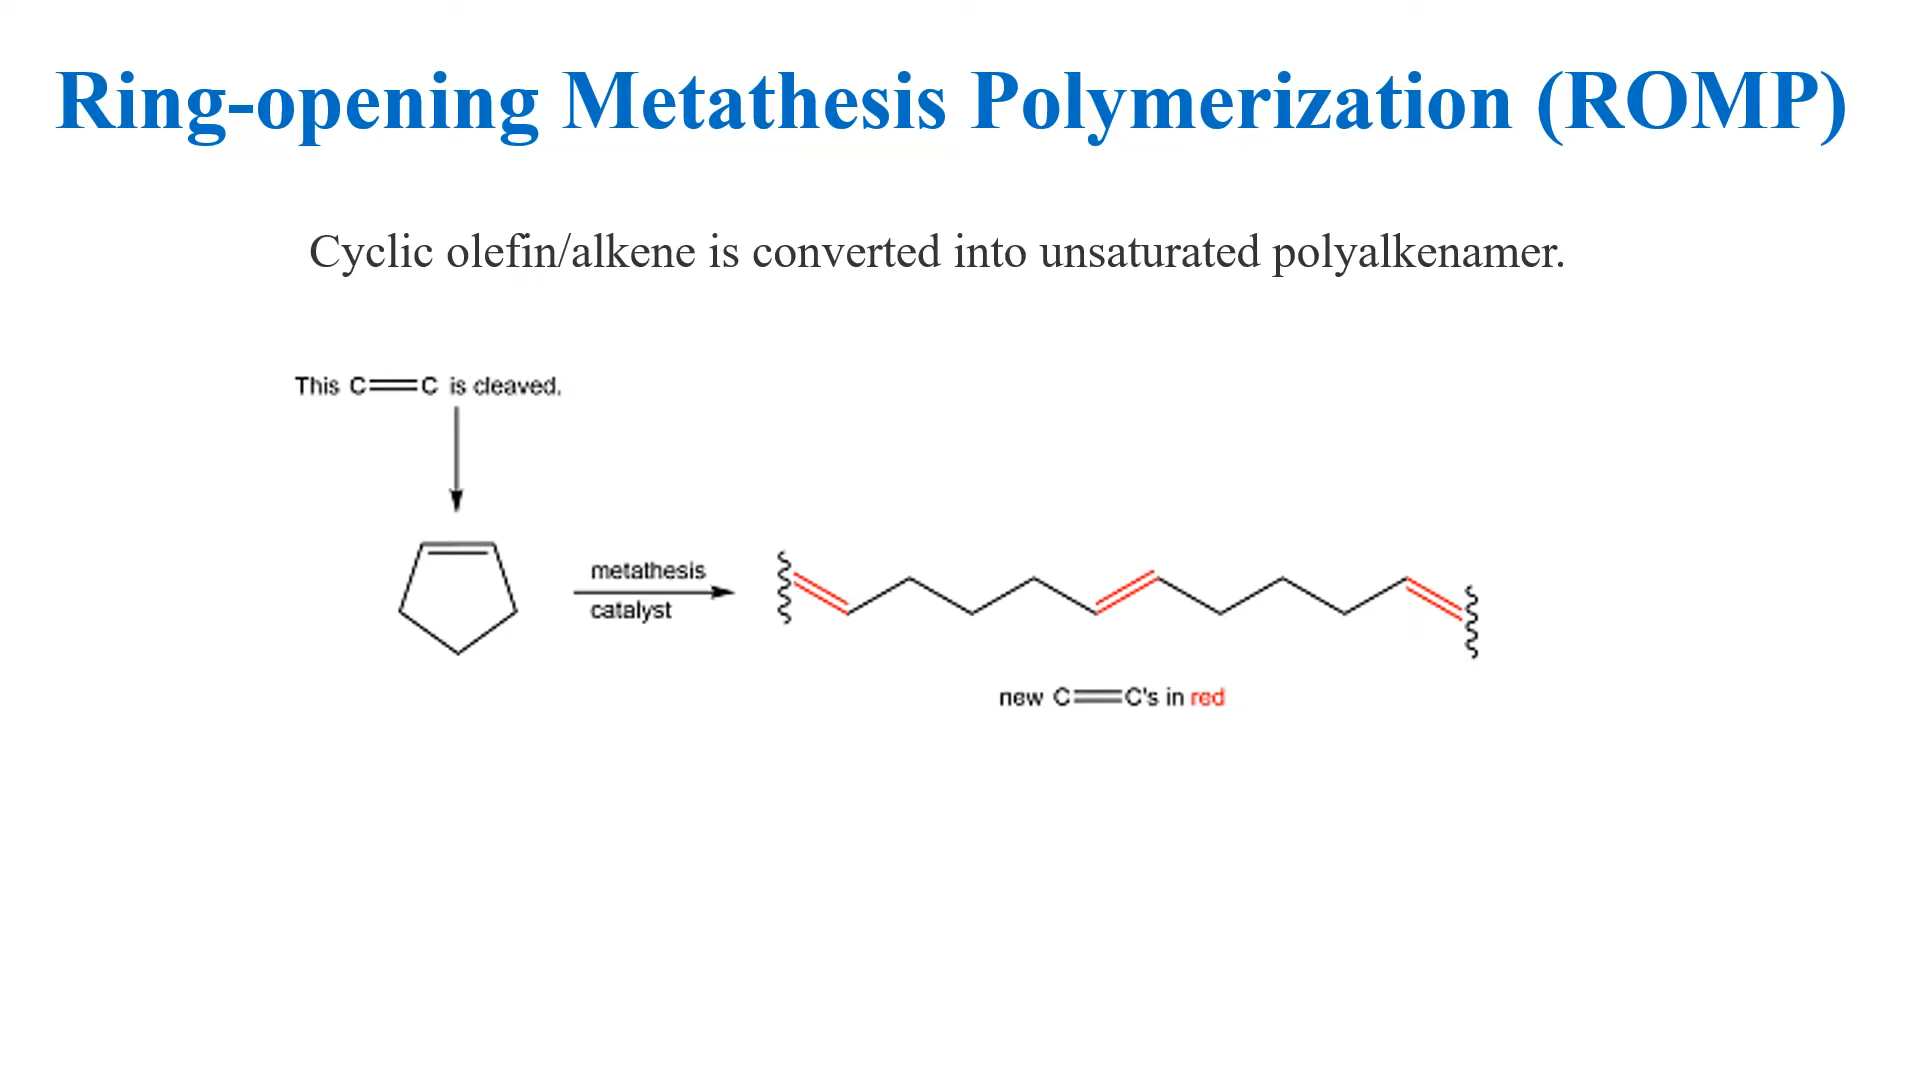 Ring-opening Metathesis Polymerization (ROMP)
Cyclic olefin/alkene is converted into unsaturated polyalkenamer.
This C=C is cleaved.
metathesis
catalyst
new C=C's in red